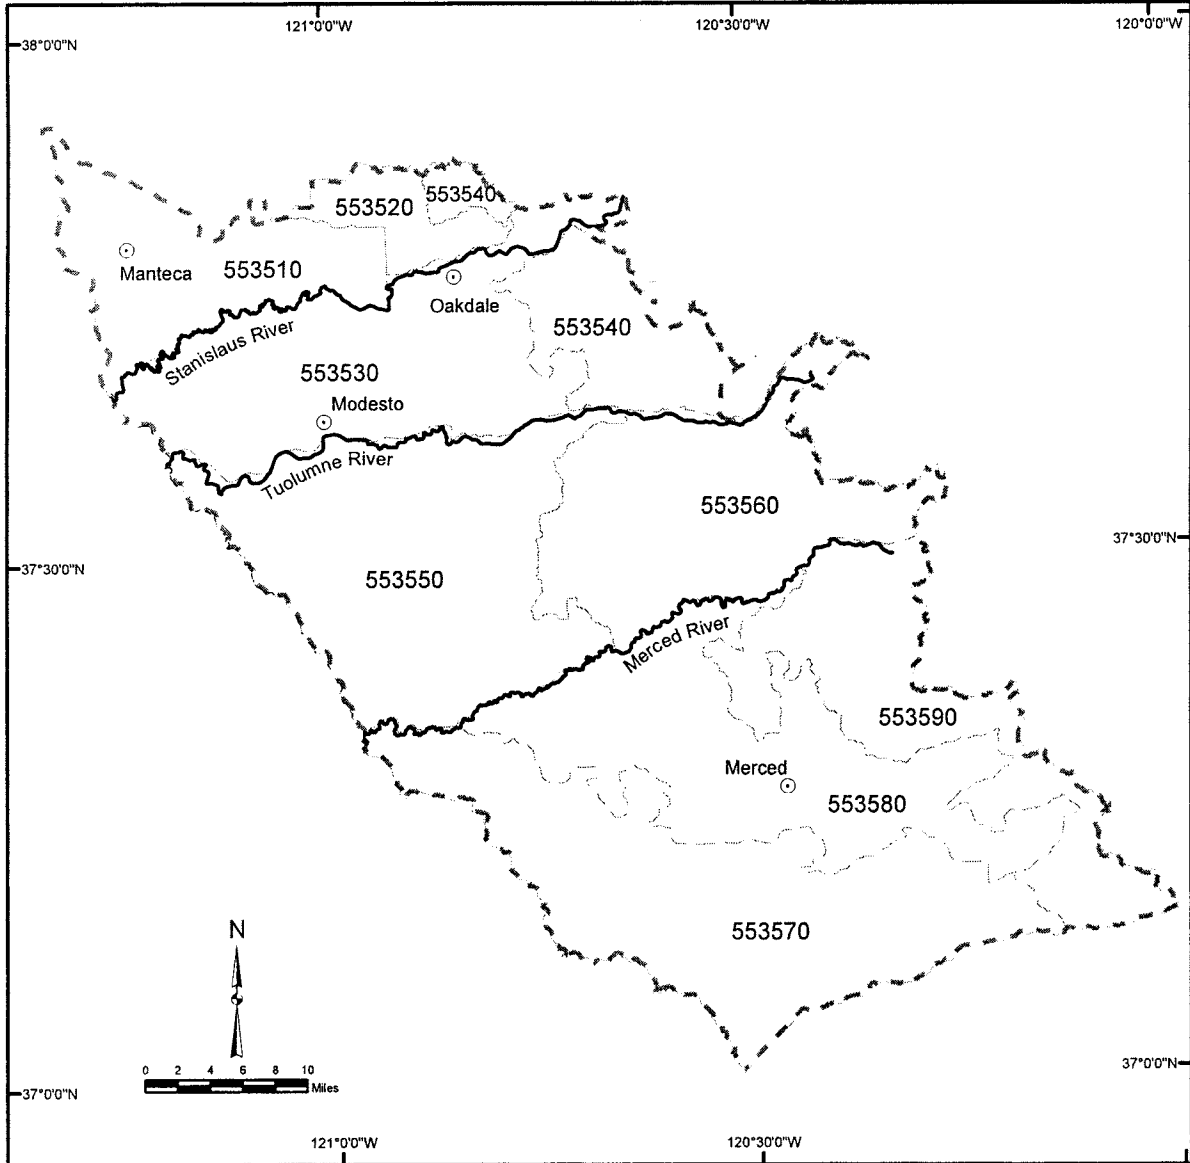 121°0'0"W
120°30'0"W
120°0'0"W
38°0'0"N
553520
553540
Manteca
553510
Oakdale
Stanislaus River
553540
553530
Modesto
Tuolumne River
553560
37°30'0"N
37°30'0"N
553550
Merced River
553590
Merced
553580
553570
N
0 2 4 6 8 10
Miles
37°0'0"N
37°0'0"N
121°0'0"W
120°30'0"W